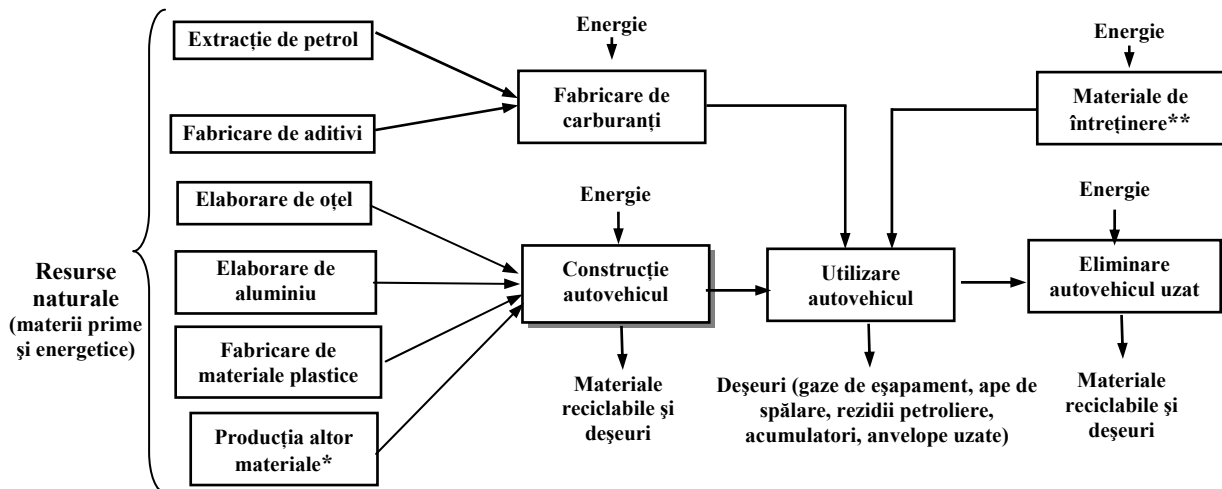 Resurse
naturale
(materii prime
şi energetice)
Extracție de petrol
Fabricare de aditivi
Elaborare de oțel
Elaborare de
aluminiu
Fabricare de
materiale plastice
Producția altor
materiale*
Energie
Fabricare de
carburanți
Energie
Construcție
autovehicul
Materiale
reciclabile şi
deşeuri
Utilizare
autovehicul
Deşeuri (gaze de eşapament, ape de
spălare, rezidii petroliere,
acumulatori, anvelope uzate)
Energie
Materiale de
întreținere**
Energie
Eliminare
autovehicul uzat
Materiale
reciclabile şi
deşeuri